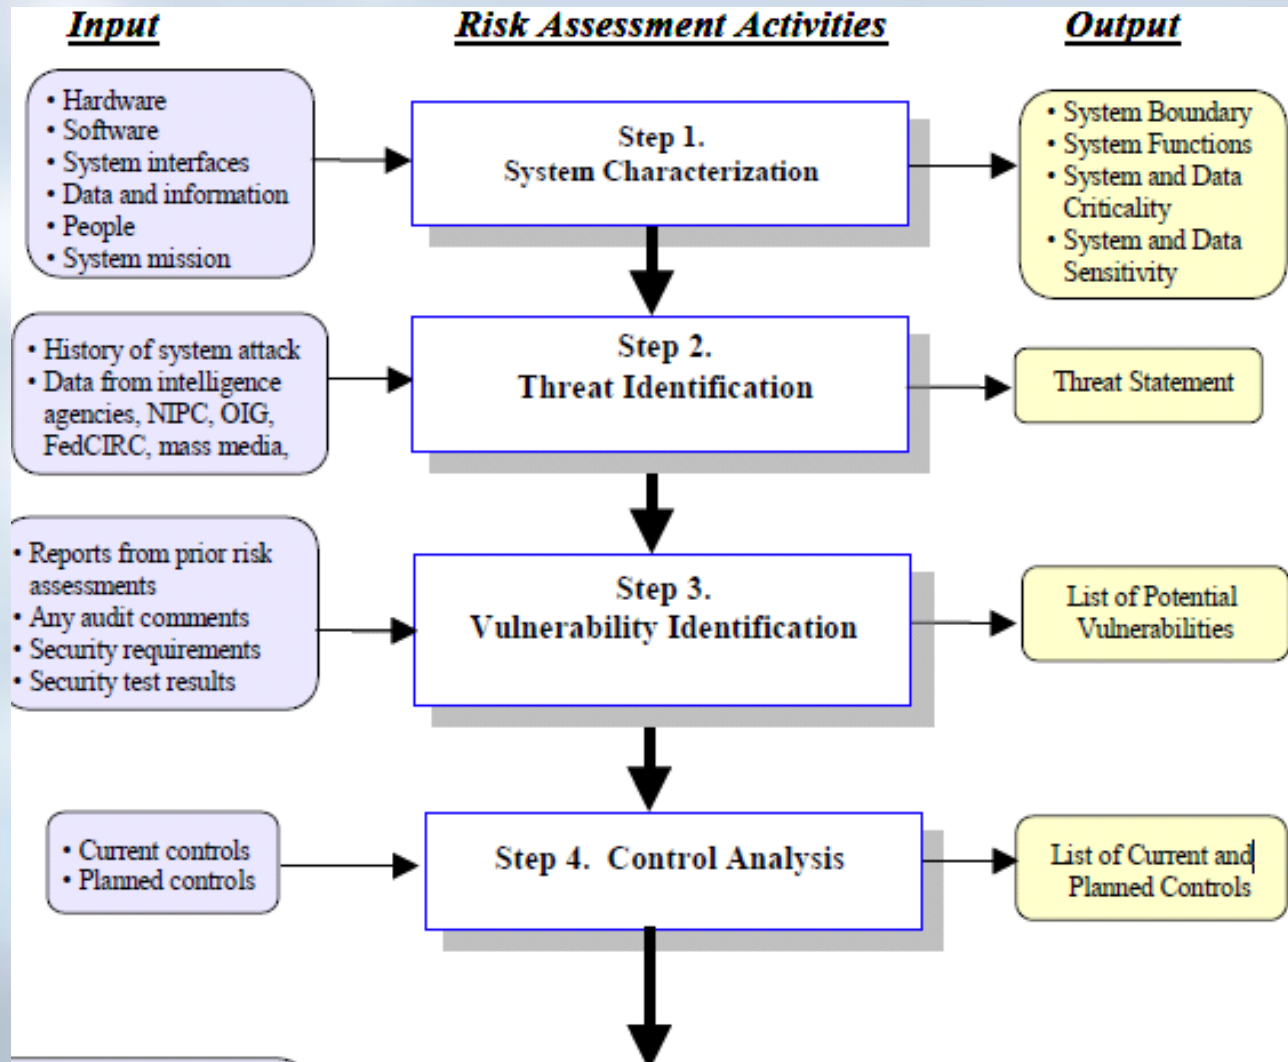 Input
Risk Assessment Activities
Output
• Hardware
• Software
• System interfaces
• Data and information
• People
• System mission
Step 1.
System Characterization
• System Boundary
• System Functions
• System and Data
Criticality
• System and Data
Sensitivity
• History of system attack
• Data from intelligence
agencies, NIPC, OIG,
FedCIRC, mass media,
Step 2.
Threat Identification
Threat Statement
• Reports from prior risk
assessments
• Any audit comments
• Security requirements
• Security test results
Step 3.
Vulnerability Identification
List of Potential
Vulnerabilities
• Current controls
• Planned controls
Step 4. Control Analysis
List of Current and
Planned Controls